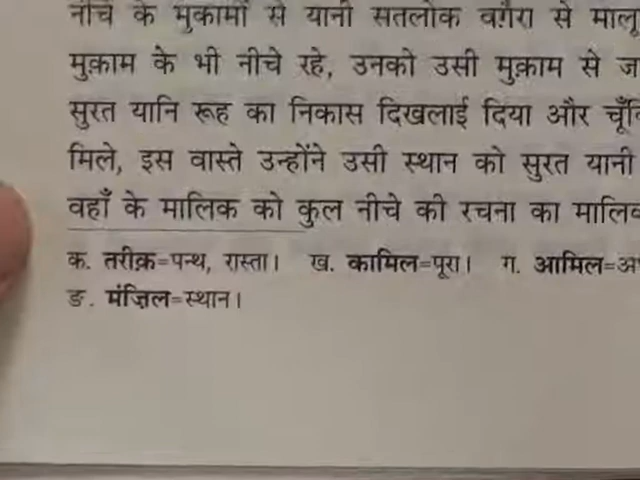 नीचे के मुकामों से यानी सतलोक वग़ैरा से
मुक़ाम के भी नीचे रहे, उनको उसी मुक़ाम से
सुरत यानि रूह का निकास दिखलाई दिया और
मिले, इस वास्ते उन्होंने उसी स्थान को सुरत यानी
वहाँ के मालिक को कुल नीचे की रचना का
क. तरीक़=पन्थ, रास्ता। ख. कामिल=पूरा। ग. आमिल=
ङ. मंज़िल=स्थान।